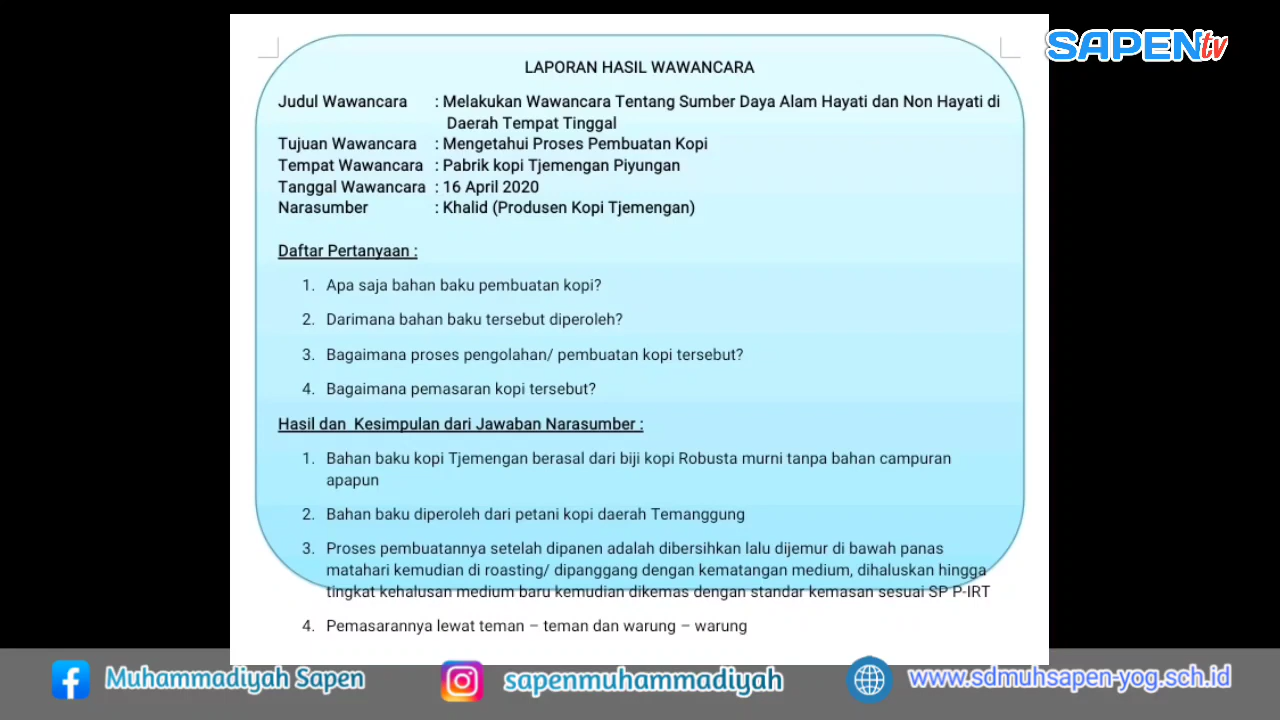 SAPENtv
LAPORAN HASIL WAWANCARA
Judul Wawancara : Melakukan Wawancara Tentang Sumber Daya Alam Hayati dan Non Hayati di
Daerah Tempat Tinggal
Tujuan Wawancara : Mengetahui Proses Pembuatan Kopi
Tempat Wawancara : Pabrik kopi Tjemengan Piyungan
Tanggal Wawancara : 16 April 2020
Narasumber : Khalid (Produsen Kopi Tjemengan)
Daftar Pertanyaan :
1. Apa saja bahan baku pembuatan kopi?
2. Darimana bahan baku tersebut diperoleh?
3. Bagaimana proses pengolahan/ pembuatan kopi tersebut?
4. Bagaimana pemasaran kopi tersebut?
Hasil dan Kesimpulan dari Jawaban Narasumber :
1. Bahan baku kopi Tjemengan berasal dari biji kopi Robusta murni tanpa bahan campuran
apapun
2. Bahan baku diperoleh dari petani kopi daerah Temanggung
3. Proses pembuatannya setelah dipanen adalah dibersihkan lalu dijemur di bawah panas
matahari kemudian di roasting/ dipanggang dengan kematangan medium, dihaluskan hingga
tingkat kehalusan medium baru kemudian dikemas dengan standar kemasan sesuai SP P-IRT
4. Pemasarannya lewat teman – teman dan warung – warung
Muhammadiyah Sapen
sapenmuhammadiyah
www.sdmuhsapen-yog.sch.id